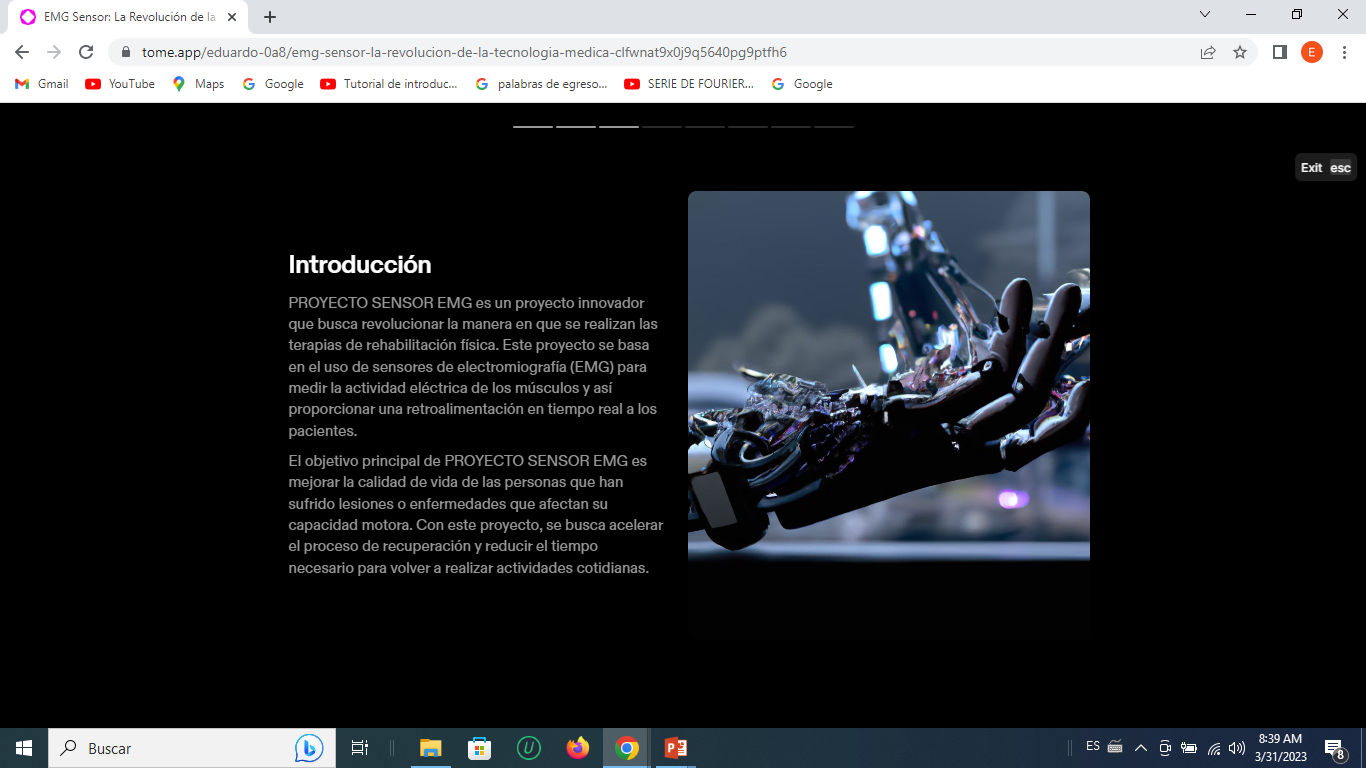 EMG Sensor: La Revolución de la
tome.app/eduardo-0a8/emg-sensor-la-revolucion-de-la-tecnologia-medica-clfwnat9x0j9q5640pg9ptfh6
E
Gmail
YouTube
Maps
Google
Tutorial de introduc...
palabras de egreso...
SERIE DE FOURIER...
Google
Exit esc
Introducción
PROYECTO SENSOR EMG es un proyecto innovador
que busca revolucionar la manera en que se realizan las
terapias de rehabilitación física. Este proyecto se basa
en el uso de sensores de electromiografía (EMG) para
medir la actividad eléctrica de los músculos y así
proporcionar una retroalimentación en tiempo real a los
pacientes.
El objetivo principal de PROYECTO SENSOR EMG es
mejorar la calidad de vida de las personas que han
sufrido lesiones o enfermedades que afectan su
capacidad motora. Con este proyecto, se busca acelerar
el proceso de recuperación y reducir el tiempo
necesario para volver a realizar actividades cotidianas.
Buscar
ES
8:39 AM
3/31/2023
8